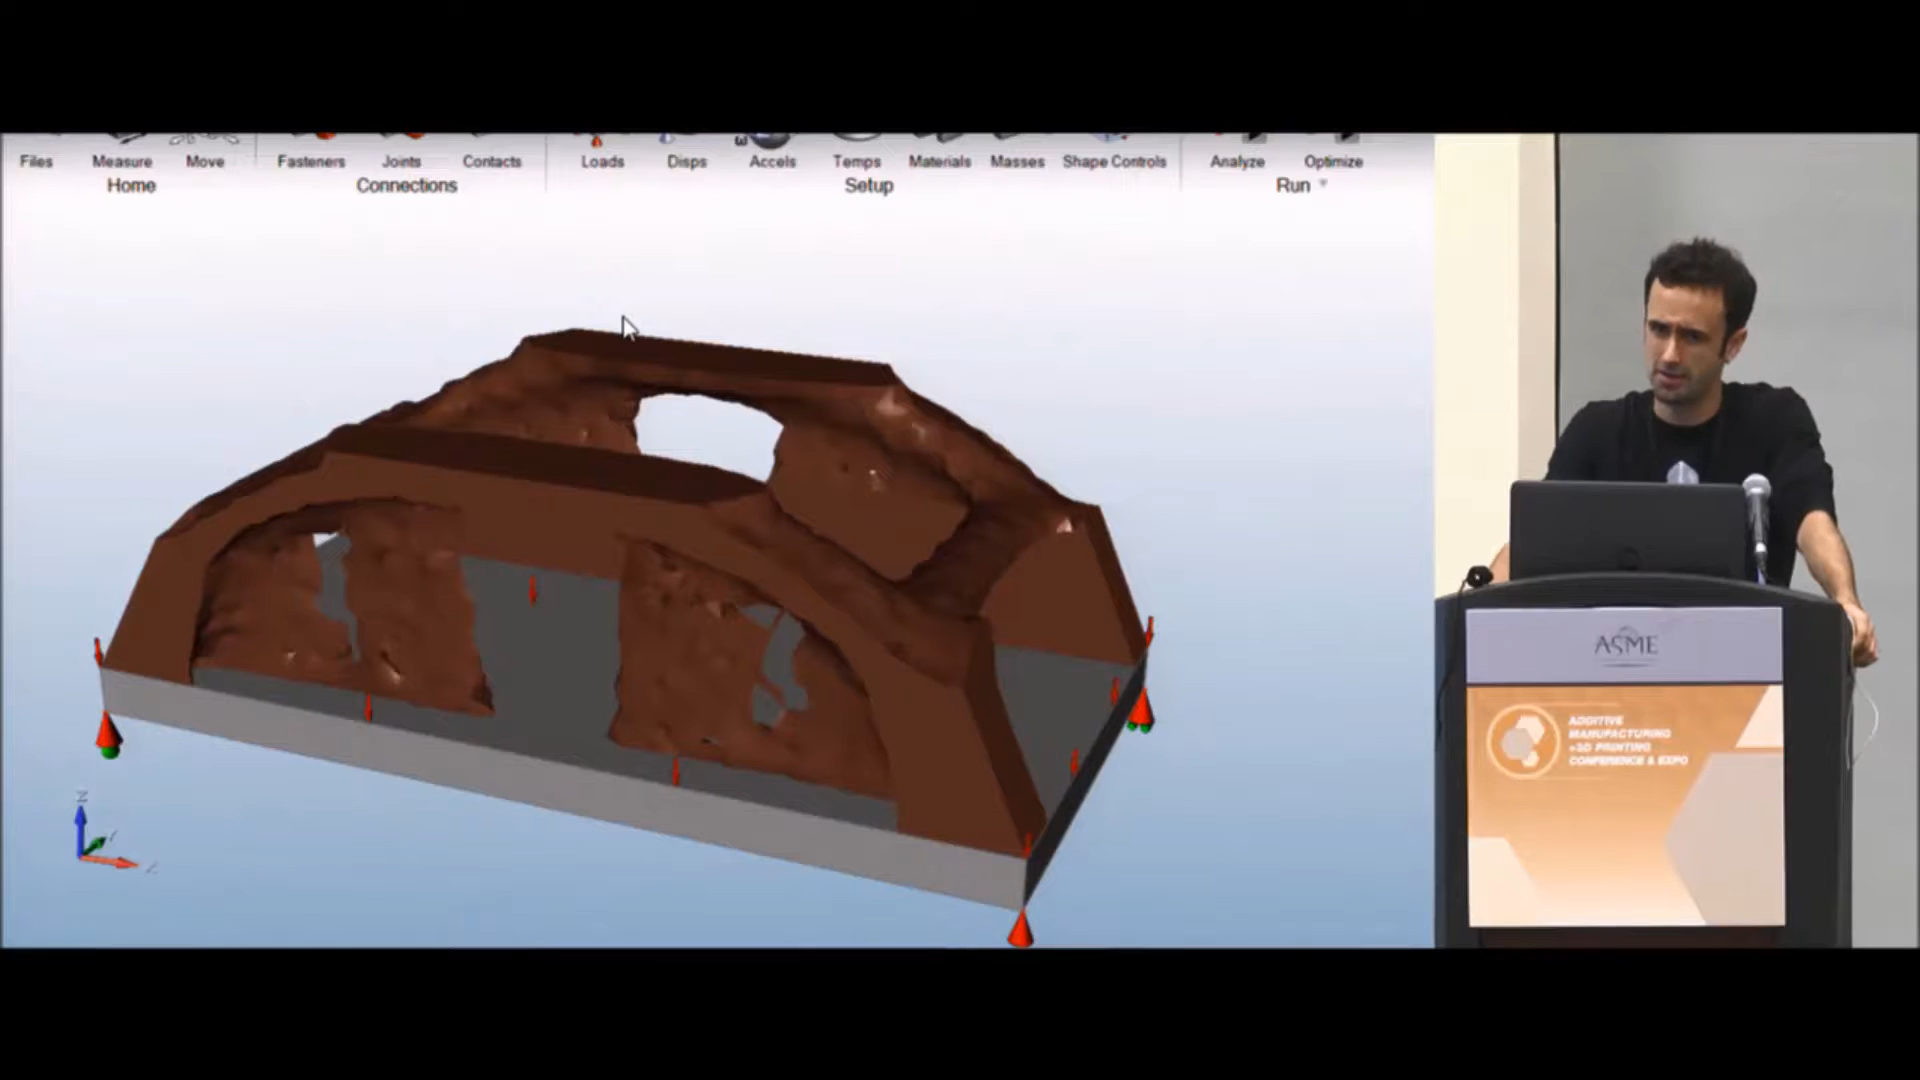 Files Measure Move Fasteners Joints Contacts Loads Disps Accels Temps Materials Masses Shape Controls Analyze Optimize
Home Connections Setup Run
Z
ASME
ADDITIVE
MANUFACTURING
+3D PRINTING
CONFERENCE & EXPO